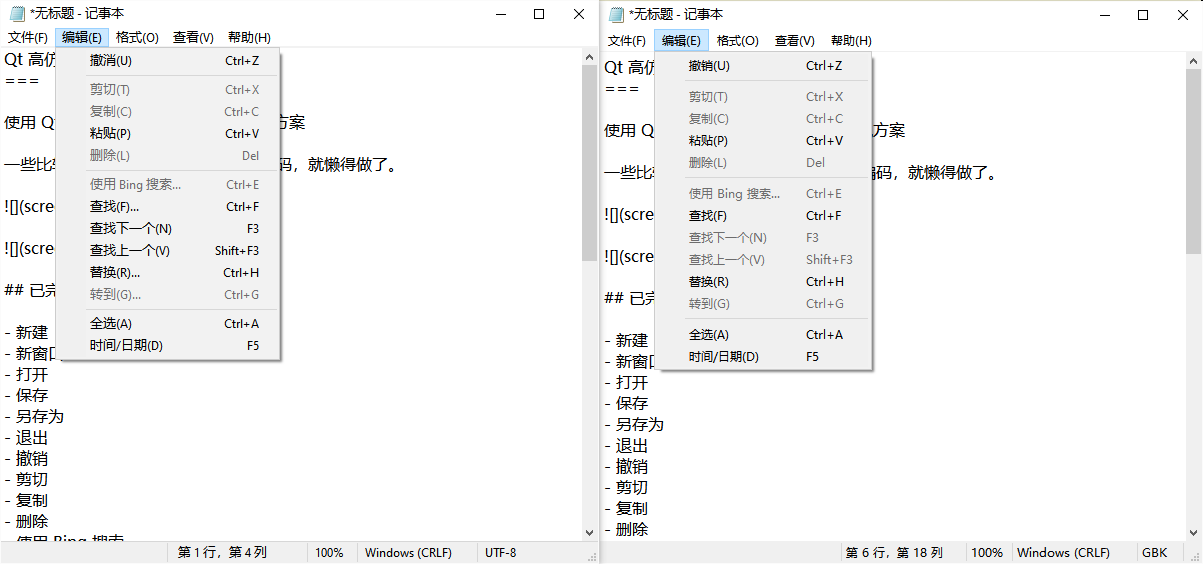 *无标题 - 记事本
文件(F) 编辑(E) 格式(O) 查看(V) 帮助(H)
Qt 高仿
===
使用 Q 方案
一些比 码，就懒得做了。
![](scre
![](scre
## 已完
- 新建
- 新窗口
- 打开
- 保存
- 另存为
- 退出
- 撤销
- 剪切
- 复制
- 删除
- 使用 Bing 搜索
撤消(U) Ctrl+Z
剪切(T) Ctrl+X
复制(C) Ctrl+C
粘贴(P) Ctrl+V
删除(L) Del
使用 Bing 搜索... Ctrl+E
查找(F)... Ctrl+F
查找下一个(N) F3
查找上一个(V) Shift+F3
替换(R)... Ctrl+H
转到(G)... Ctrl+G
全选(A) Ctrl+A
时间/日期(D) F5
第 1 行，第 4 列 100% Windows (CRLF) UTF-8
*无标题 - 记事本
文件(F) 编辑(E) 格式(O) 查看(V) 帮助(H)
Qt 高仿
===
使用 Q 方案
一些比 编码，就懒得做了。
![](scre
![](scre
## 已完
- 新建
- 新窗口
- 打开
- 保存
- 另存为
- 退出
- 撤销
- 剪切
- 复制
- 删除
撤销(U) Ctrl+Z
剪切(T) Ctrl+X
复制(C) Ctrl+C
粘贴(P) Ctrl+V
删除(L) Del
使用 Bing 搜索... Ctrl+E
查找(F) Ctrl+F
查找下一个(N) F3
查找上一个(V) Shift+F3
替换(R) Ctrl+H
转到(G) Ctrl+G
全选(A) Ctrl+A
时间/日期(D) F5
第 6 行，第 18 列 100% Windows (CRLF) GBK